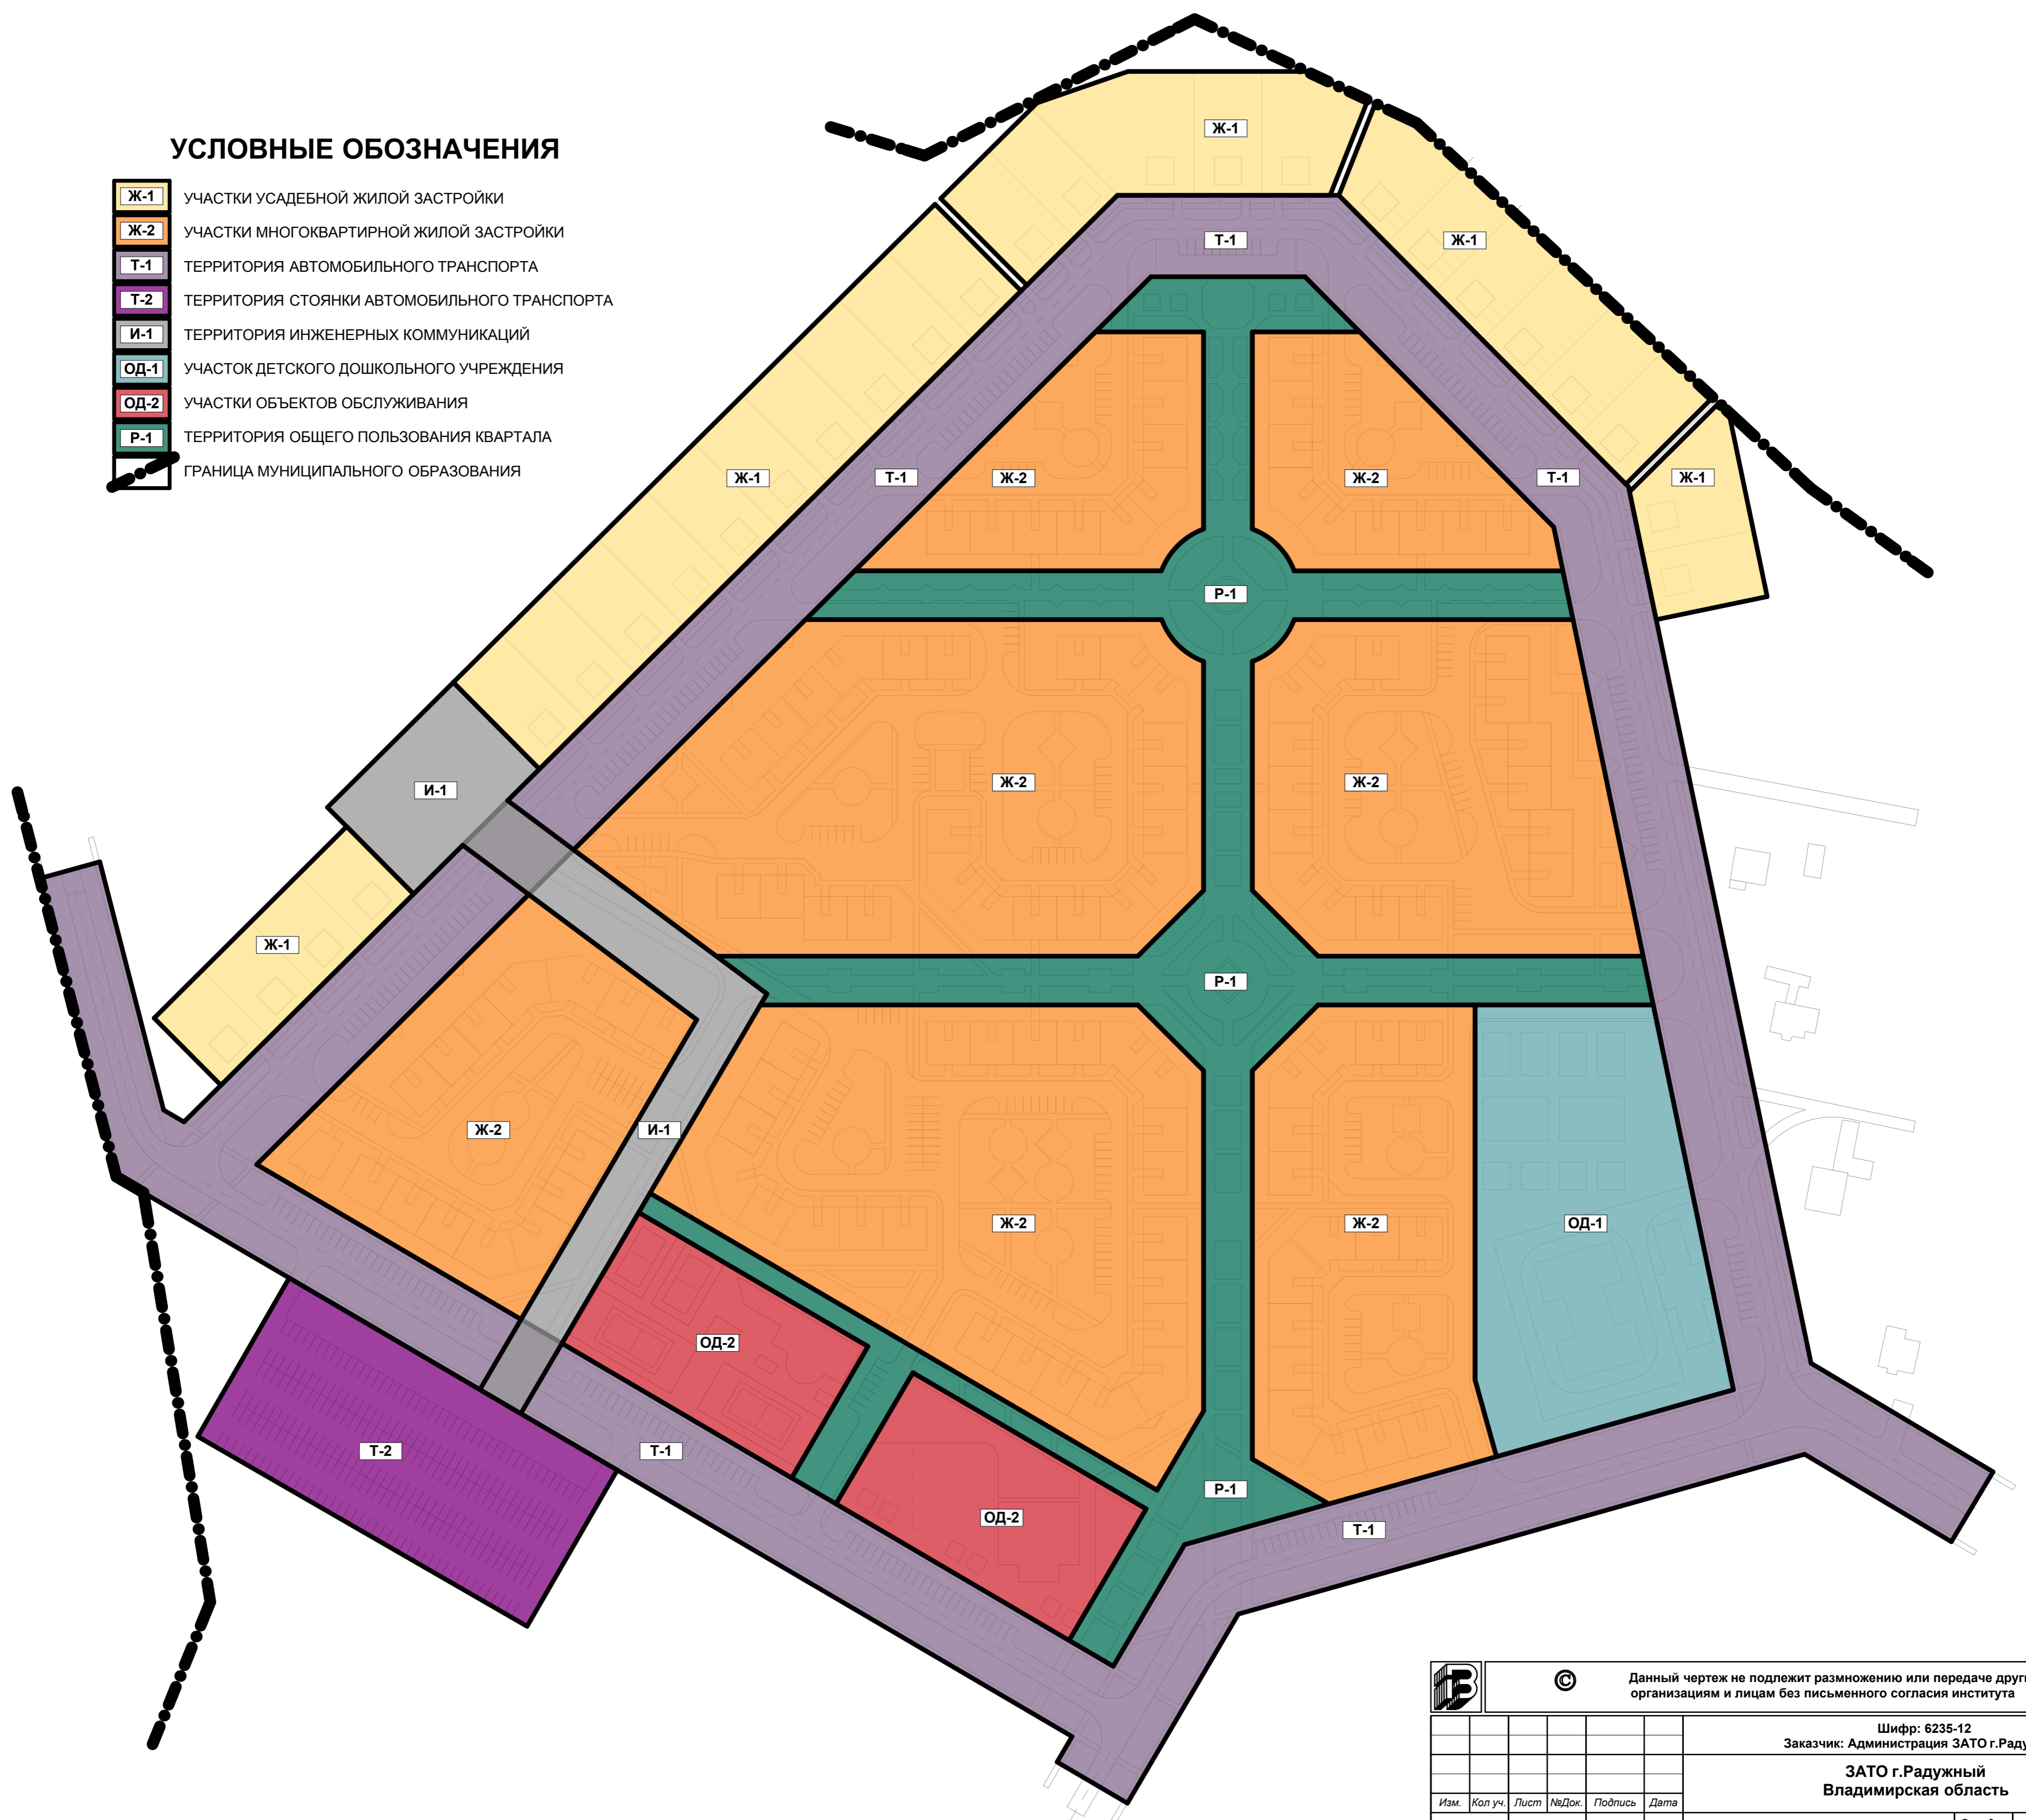 УСЛОВНЫЕ ОБОЗНАЧЕНИЯ
Ж-1 УЧАСТКИ УСАДЕБНОЙ ЖИЛОЙ ЗАСТРОЙКИ
Ж-2 УЧАСТКИ МНОГОКВАРТИРНОЙ ЖИЛОЙ ЗАСТРОЙКИ
Т-1 ТЕРРИТОРИЯ АВТОМОБИЛЬНОГО ТРАНСПОРТА
Т-2 ТЕРРИТОРИЯ СТОЯНКИ АВТОМОБИЛЬНОГО ТРАНСПОРТА
И-1 ТЕРРИТОРИЯ ИНЖЕНЕРНЫХ КОММУНИКАЦИЙ
ОД-1 УЧАСТОК ДЕТСКОГО ДОШКОЛЬНОГО УЧРЕЖДЕНИЯ
ОД-2 УЧАСТКИ ОБЪЕКТОВ ОБСЛУЖИВАНИЯ
Р-1 ТЕРРИТОРИЯ ОБЩЕГО ПОЛЬЗОВАНИЯ КВАРТАЛА
ГРАНИЦА МУНИЦИПАЛЬНОГО ОБРАЗОВАНИЯ
Ж-1
Т-1
Ж-1
Ж-1
Т-1
Ж-2
Ж-2
Т-1
Ж-1
Р-1
И-1
Ж-2
Ж-2
Ж-1
Р-1
Ж-2
И-1
Ж-2
Ж-2
ОД-1
ОД-2
Т-2
Т-1
Р-1
ОД-2
Т-1
© Данный чертеж не подлежит размножению или передаче
организациям и лицам без письменного согласия института
Шифр: 6235-12
Заказчик: Администрация ЗАТО
ЗАТО г.Радужный
Владимирская область
Изм. Кол уч. Лист №Док. Подпись Дата